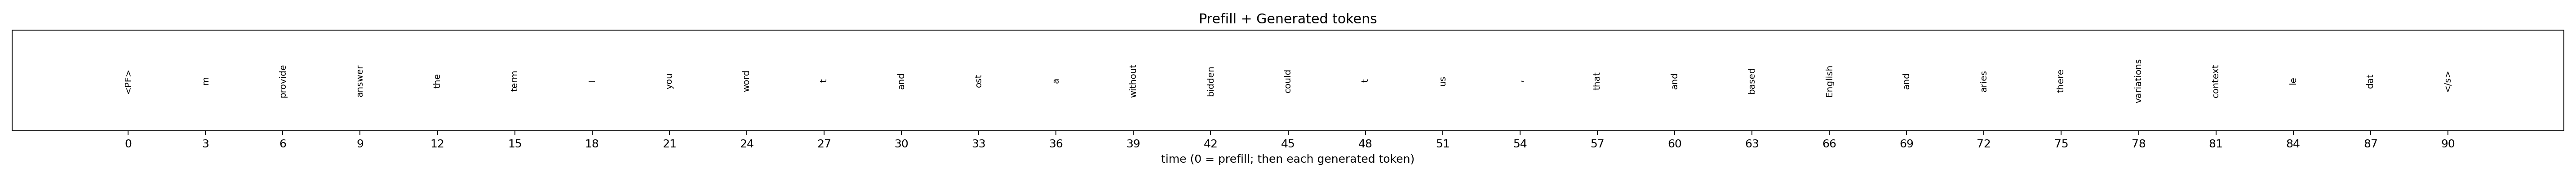 Prefill + Generated tokens
<PF> m provide answer the term I you word t and ost a without bidden could t us - that and based English and aries there variations context le dat </s>
0 3 6 9 12 15 18 21 24 27 30 33 36 39 42 45 48 51 54 57 60 63 66 69 72 75 78 81 84 87 90
time (0 = prefill; then each generated token)